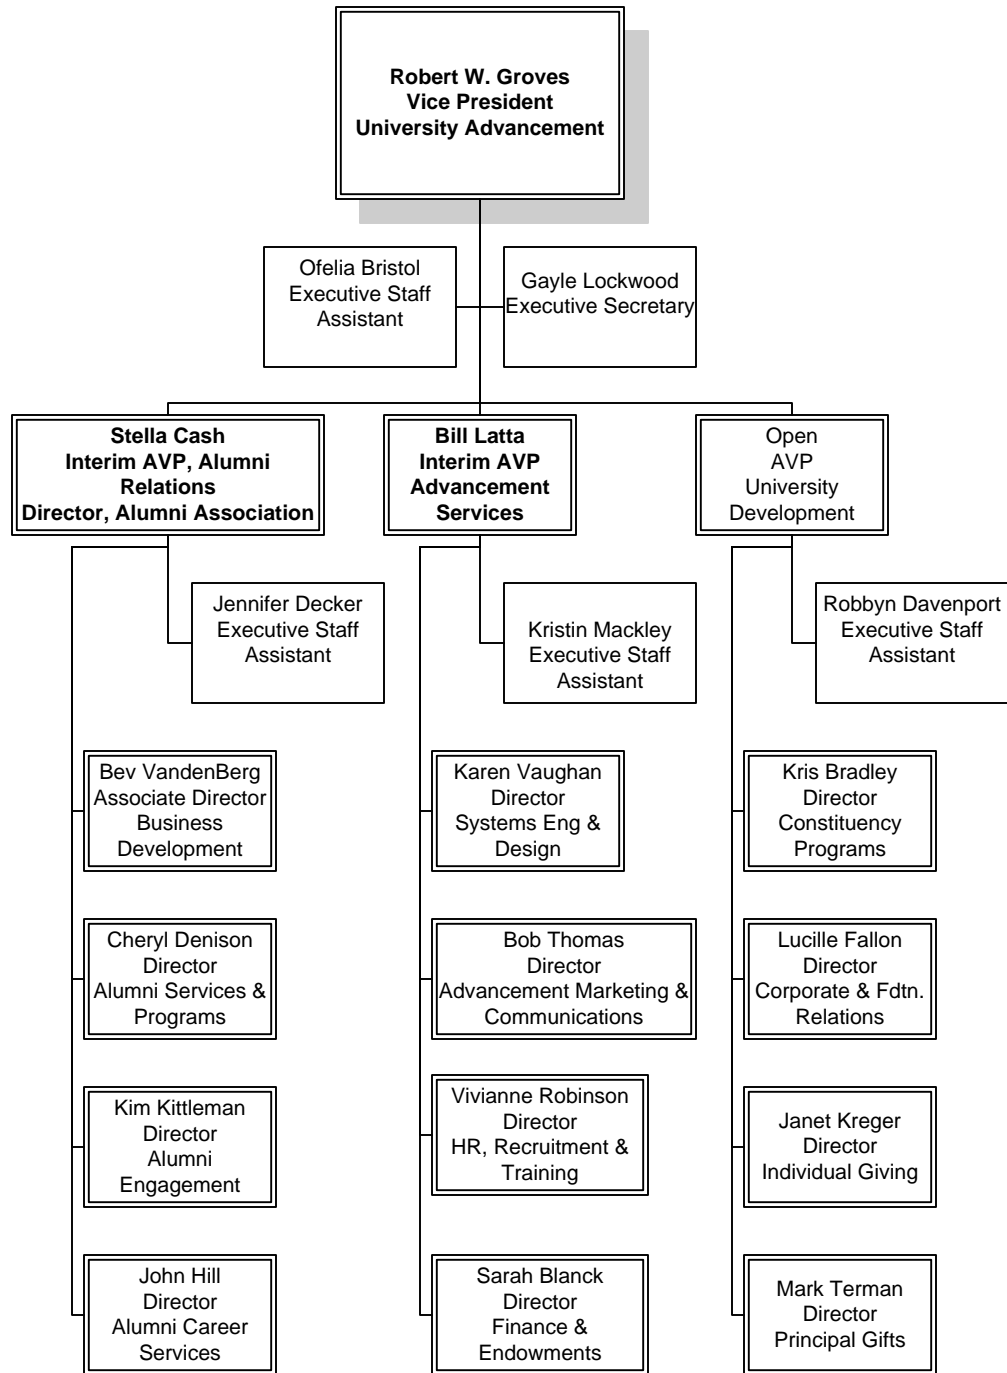 Robert W. Groves
Vice President
University Advancement
Ofelia Bristol
Executive Staff
Assistant
Gayle Lockwood
Executive Secretary
Stella Cash
Interim AVP, Alumni
Relations
Director, Alumni Association
Bill Latta
Interim AVP
Advancement
Services
Open
AVP
University
Development
Jennifer Decker
Executive Staff
Assistant
Kristin Mackley
Executive Staff
Assistant
Robbyn Davenport
Executive Staff
Assistant
Bev VandenBerg
Associate Director
Business
Development
Karen Vaughan
Director
Systems Eng &
Design
Kris Bradley
Director
Constituency
Programs
Cheryl Denison
Director
Alumni Services &
Programs
Bob Thomas
Director
Advancement Marketing &
Communications
Lucille Fallon
Director
Corporate & Fdtn.
Relations
Kim Kittleman
Director
Alumni
Engagement
Vivianne Robinson
Director
HR, Recruitment &
Training
Janet Kreger
Director
Individual Giving
John Hill
Director
Alumni Career
Services
Sarah Blanck
Director
Finance &
Endowments
Mark Terman
Director
Principal Gifts